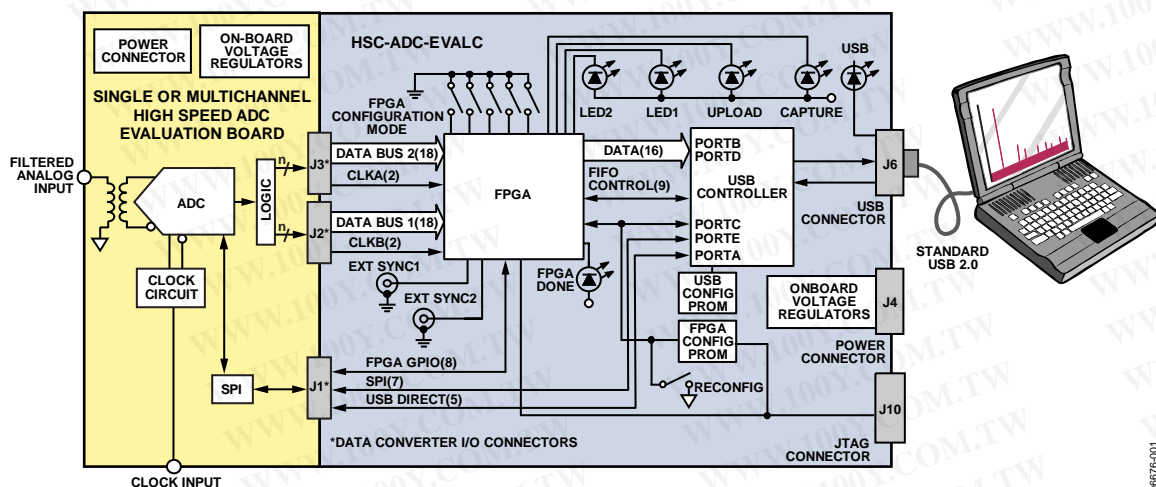 HSC-ADC-EVALC
POWER
CONNECTOR
ON-BOARD
VOLTAGE
REGULATORS
SINGLE OR MULTICHANNEL
HIGH SPEED ADC
EVALUATION BOARD
FILTERED
ANALOG
INPUT
ADC
LOGIC
n
n
CLOCK
CIRCUIT
SPI
CLOCK INPUT
J3*
J2*
J1*
FPGA
CONFIGURATION
MODE
DATA BUS 2(18)
CLKA(2)
DATA BUS 1(18)
CLKB(2)
EXT SYNC1
EXT SYNC2
FPGA GPIO(8)
SPI(7)
USB DIRECT(5)
*DATA CONVERTER I/O CONNECTORS
FPGA
LED2
LED1
UPLOAD
CAPTURE
USB
DATA(16)
FIFO
CONTROL(9)
FPGA
DONE
PORTB
PORTD
USB
CONTROLLER
PORTC
PORTE
PORTA
USB
CONFIG
PROM
FPGA
CONFIG
PROM
RECONFIG
J6
USB
CONNECTOR
STANDARD
USB 2.0
ONBOARD
VOLTAGE
REGULATORS
J4
POWER
CONNECTOR
J10
JTAG
CONNECTOR
06676-001
WWW.100Y.COM.TW